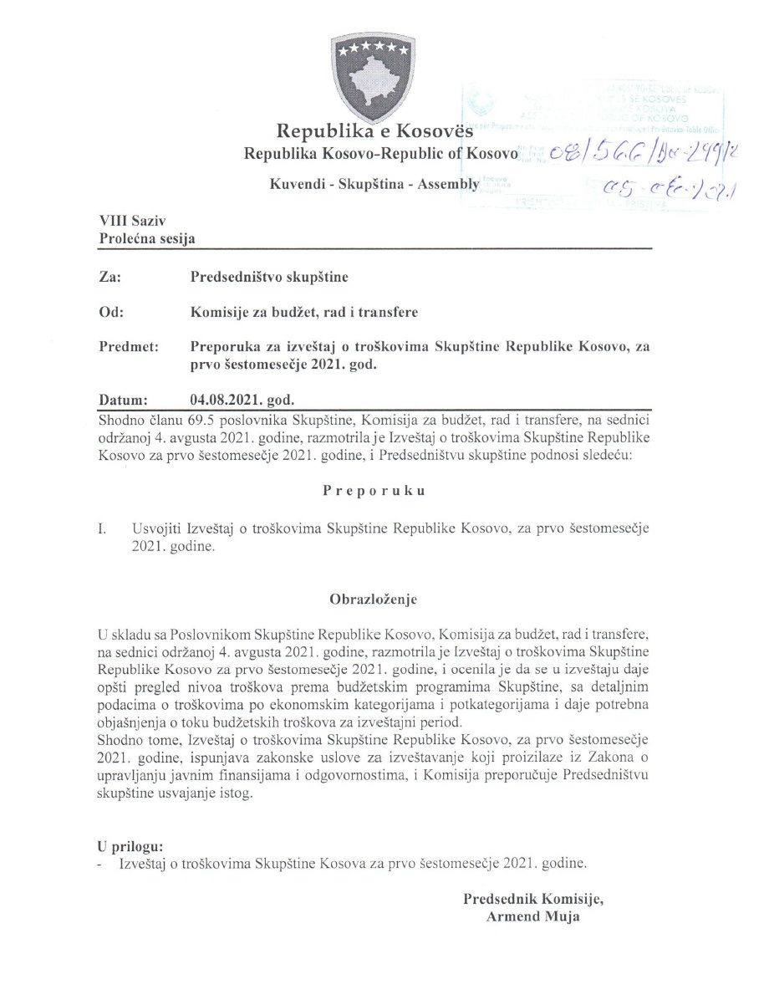 Republika e Kosovës
Republika Kosovo-Republic of Kosovo
Kuvendi - Skupština - Assembly
SË KOSOVËS
KOSOVA
OF KOSOVO
08/566/Do-299/2
05-08-2021
VIII Saziv
Prolećna sesija
Za: Predsedništvo skupštine
Od: Komisije za budžet, rad i transfere
Predmet: Preporuka za izveštaj o troškovima Skupštine Republike Kosovo, za
prvo šestomesečje 2021. god.
Datum: 04.08.2021. god.
Shodno članu 69.5 poslovnika Skupštine, Komisija za budžet, rad i transfere, na sednici
održanoj 4. avgusta 2021. godine, razmotrila je Izveštaj o troškovima Skupštine Republike
Kosovo za prvo šestomesečje 2021. godine, i Predsedništvu skupštine podnosi sledeću:
P r e p o r u k u
I. Usvojiti Izveštaj o troškovima Skupštine Republike Kosovo, za prvo šestomesečje
2021. godine.
Obrazloženje
U skladu sa Poslovnikom Skupštine Republike Kosovo, Komisija za budžet, rad i transfere,
na sednici održanoj 4. avgusta 2021. godine, razmotrila je Izveštaj o troškovima Skupštine
Republike Kosovo za prvo šestomesečje 2021. godine, i ocenila je da se u izveštaju daje
opšti pregled nivoa troškova prema budžetskim programima Skupštine, sa detaljnim
podacima o troškovima po ekonomskim kategorijama i potkategorijama i daje potrebna
objašnjenja o toku budžetskih troškova za izveštajni period.
Shodno tome, Izveštaj o troškovima Skupštine Republike Kosovo, za prvo šestomesečje
2021. godine, ispunjava zakonske uslove za izveštavanje koji proizilaze iz Zakona o
upravljanju javnim finansijama i odgovornostima, i Komisija preporučuje Predsedništvu
skupštine usvajanje istog.
U prilogu:
- Izveštaj o troškovima Skupštine Kosova za prvo šestomesečje 2021. godine.
Predsednik Komisije,
Armend Muja